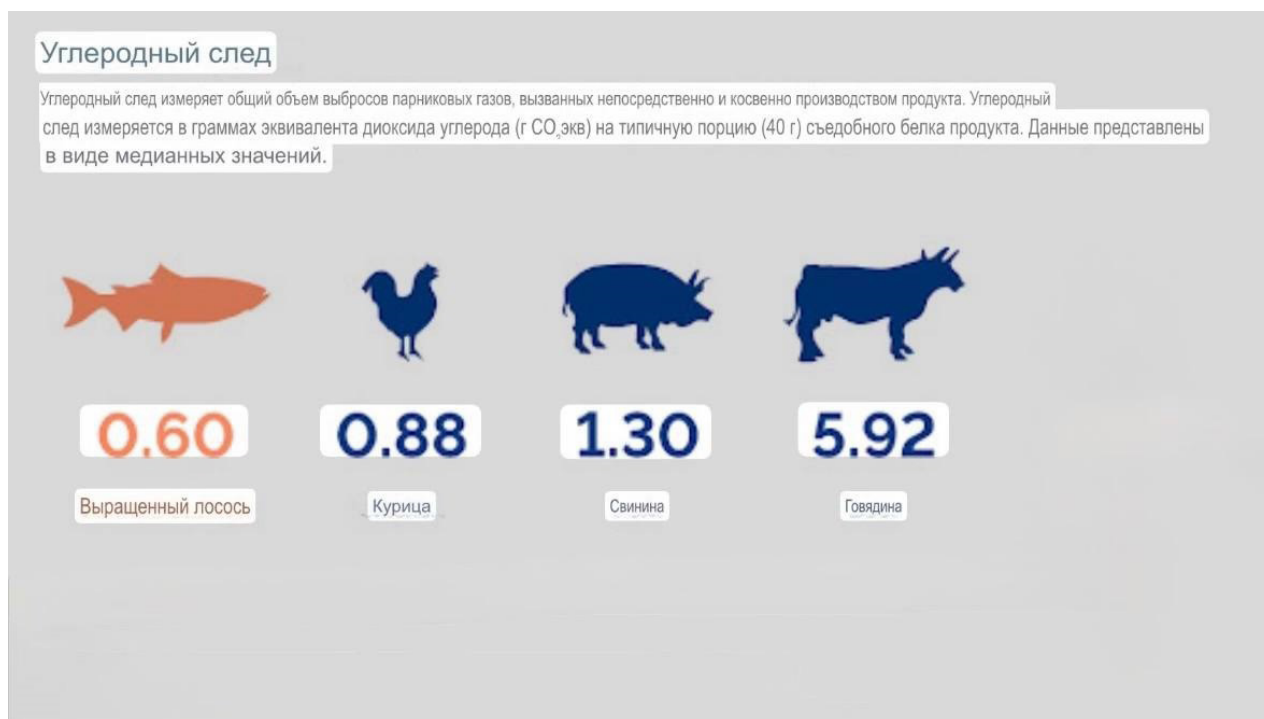 Углеродный след
Углеродный след измеряет общий объем выбросов парниковых газов, вызванных непосредственно и косвенно производством продукта. Углеродный
след измеряется в граммах эквивалента диоксида углерода (г CO₂экв) на типичную порцию (40 г) съедобного белка продукта. Данные представлены
в виде медианных значений.
0.60 0.88 1.30 5.92
Выращенный лосось Курица Свинина Говядина